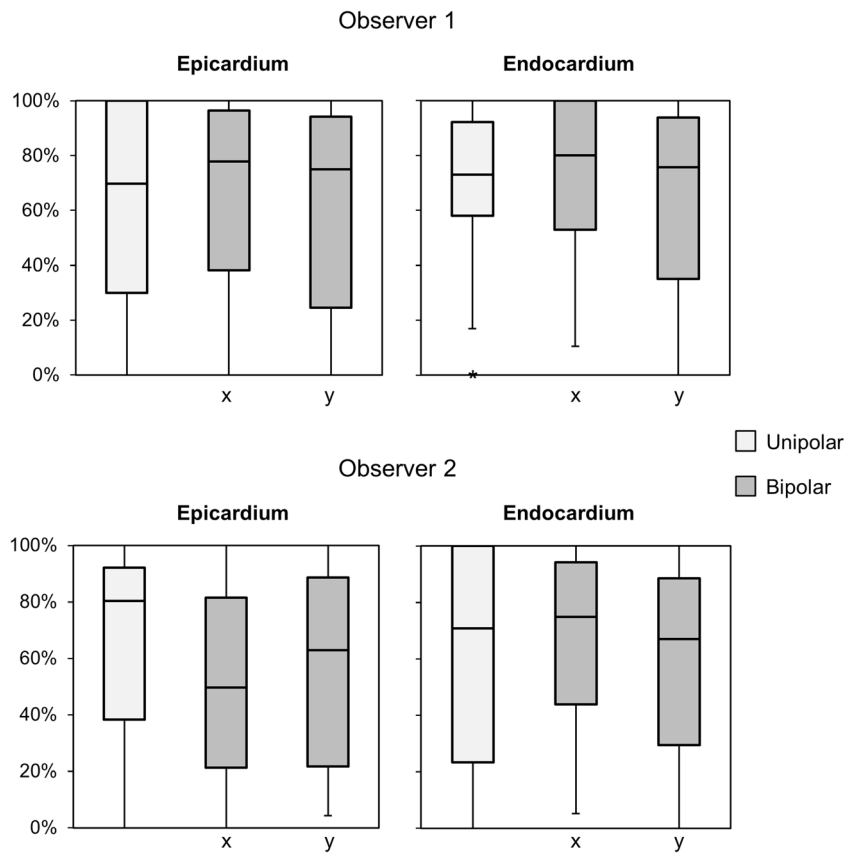 Observer 1
Epicardium Endocardium
100%
80%
60%
40%
20%
0%
x y x y
*
Unipolar
Bipolar
Observer 2
Epicardium Endocardium
100%
80%
60%
40%
20%
0%
x y x y